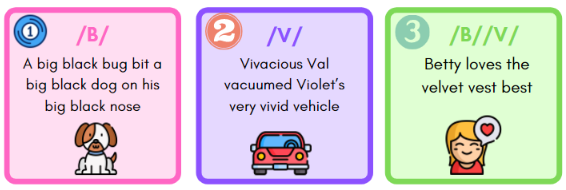 1
/B/
A big black bug bit a
big black dog on his
big black nose
2
/V/
Vivacious Val
vacuumed Violet's
very vivid vehicle
3
/B//V/
Betty loves the
velvet vest best